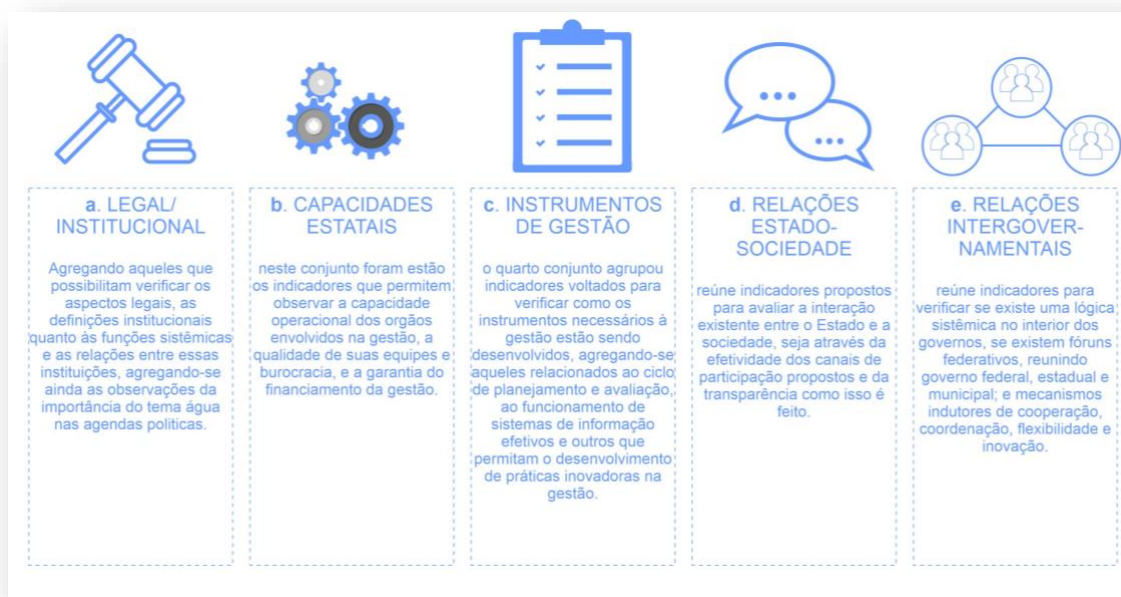 a. LEGAL/
INSTITUCIONAL
Agregando aqueles que
possibilitam verificar os
aspectos legais, as
definições institucionais
quanto às funções sistêmicas
e as relações entre essas
instituições, agregando-se
ainda as observações da
importância do tema água
nas agendas politicas.
b. CAPACIDADES
ESTATAIS
neste conjunto foram estão
os indicadores que permitem
observar a capacidade
operacional dos orgãos
envolvidos na gestão, a
qualidade de suas equipes e
burocracia, e a garantia do
financiamento da gestão.
c. INSTRUMENTOS
DE GESTÃO
o quarto conjunto agrupou
indicadores voltados para
verificar como os
instrumentos necessários à
gestão estão sendo
desenvolvidos, agregando-se
aqueles relacionados ao ciclo
de planejamento e avaliação,
ao funcionamento de
sistemas de informação
efetivos e outros que
permitam o desenvolvimento
de práticas inovadoras na
gestão.
d. RELAÇÕES
ESTADO-
SOCIEDADE
reúne indicadores propostos
para avaliar a interação
existente entre o Estado e a
sociedade, seja através da
efetividade dos canais de
participação propostos e da
transparência como isso é
feito.
e. RELAÇÕES
INTERGOVER-
NAMENTAIS
reúne indicadores para
verificar se existe uma lógica
sistêmica no interior dos
governos, se existem fóruns
federativos, reunindo
governo federal, estadual e
municipal; e mecanismos
indutores de cooperação,
coordenação, flexibilidade e
inovação.